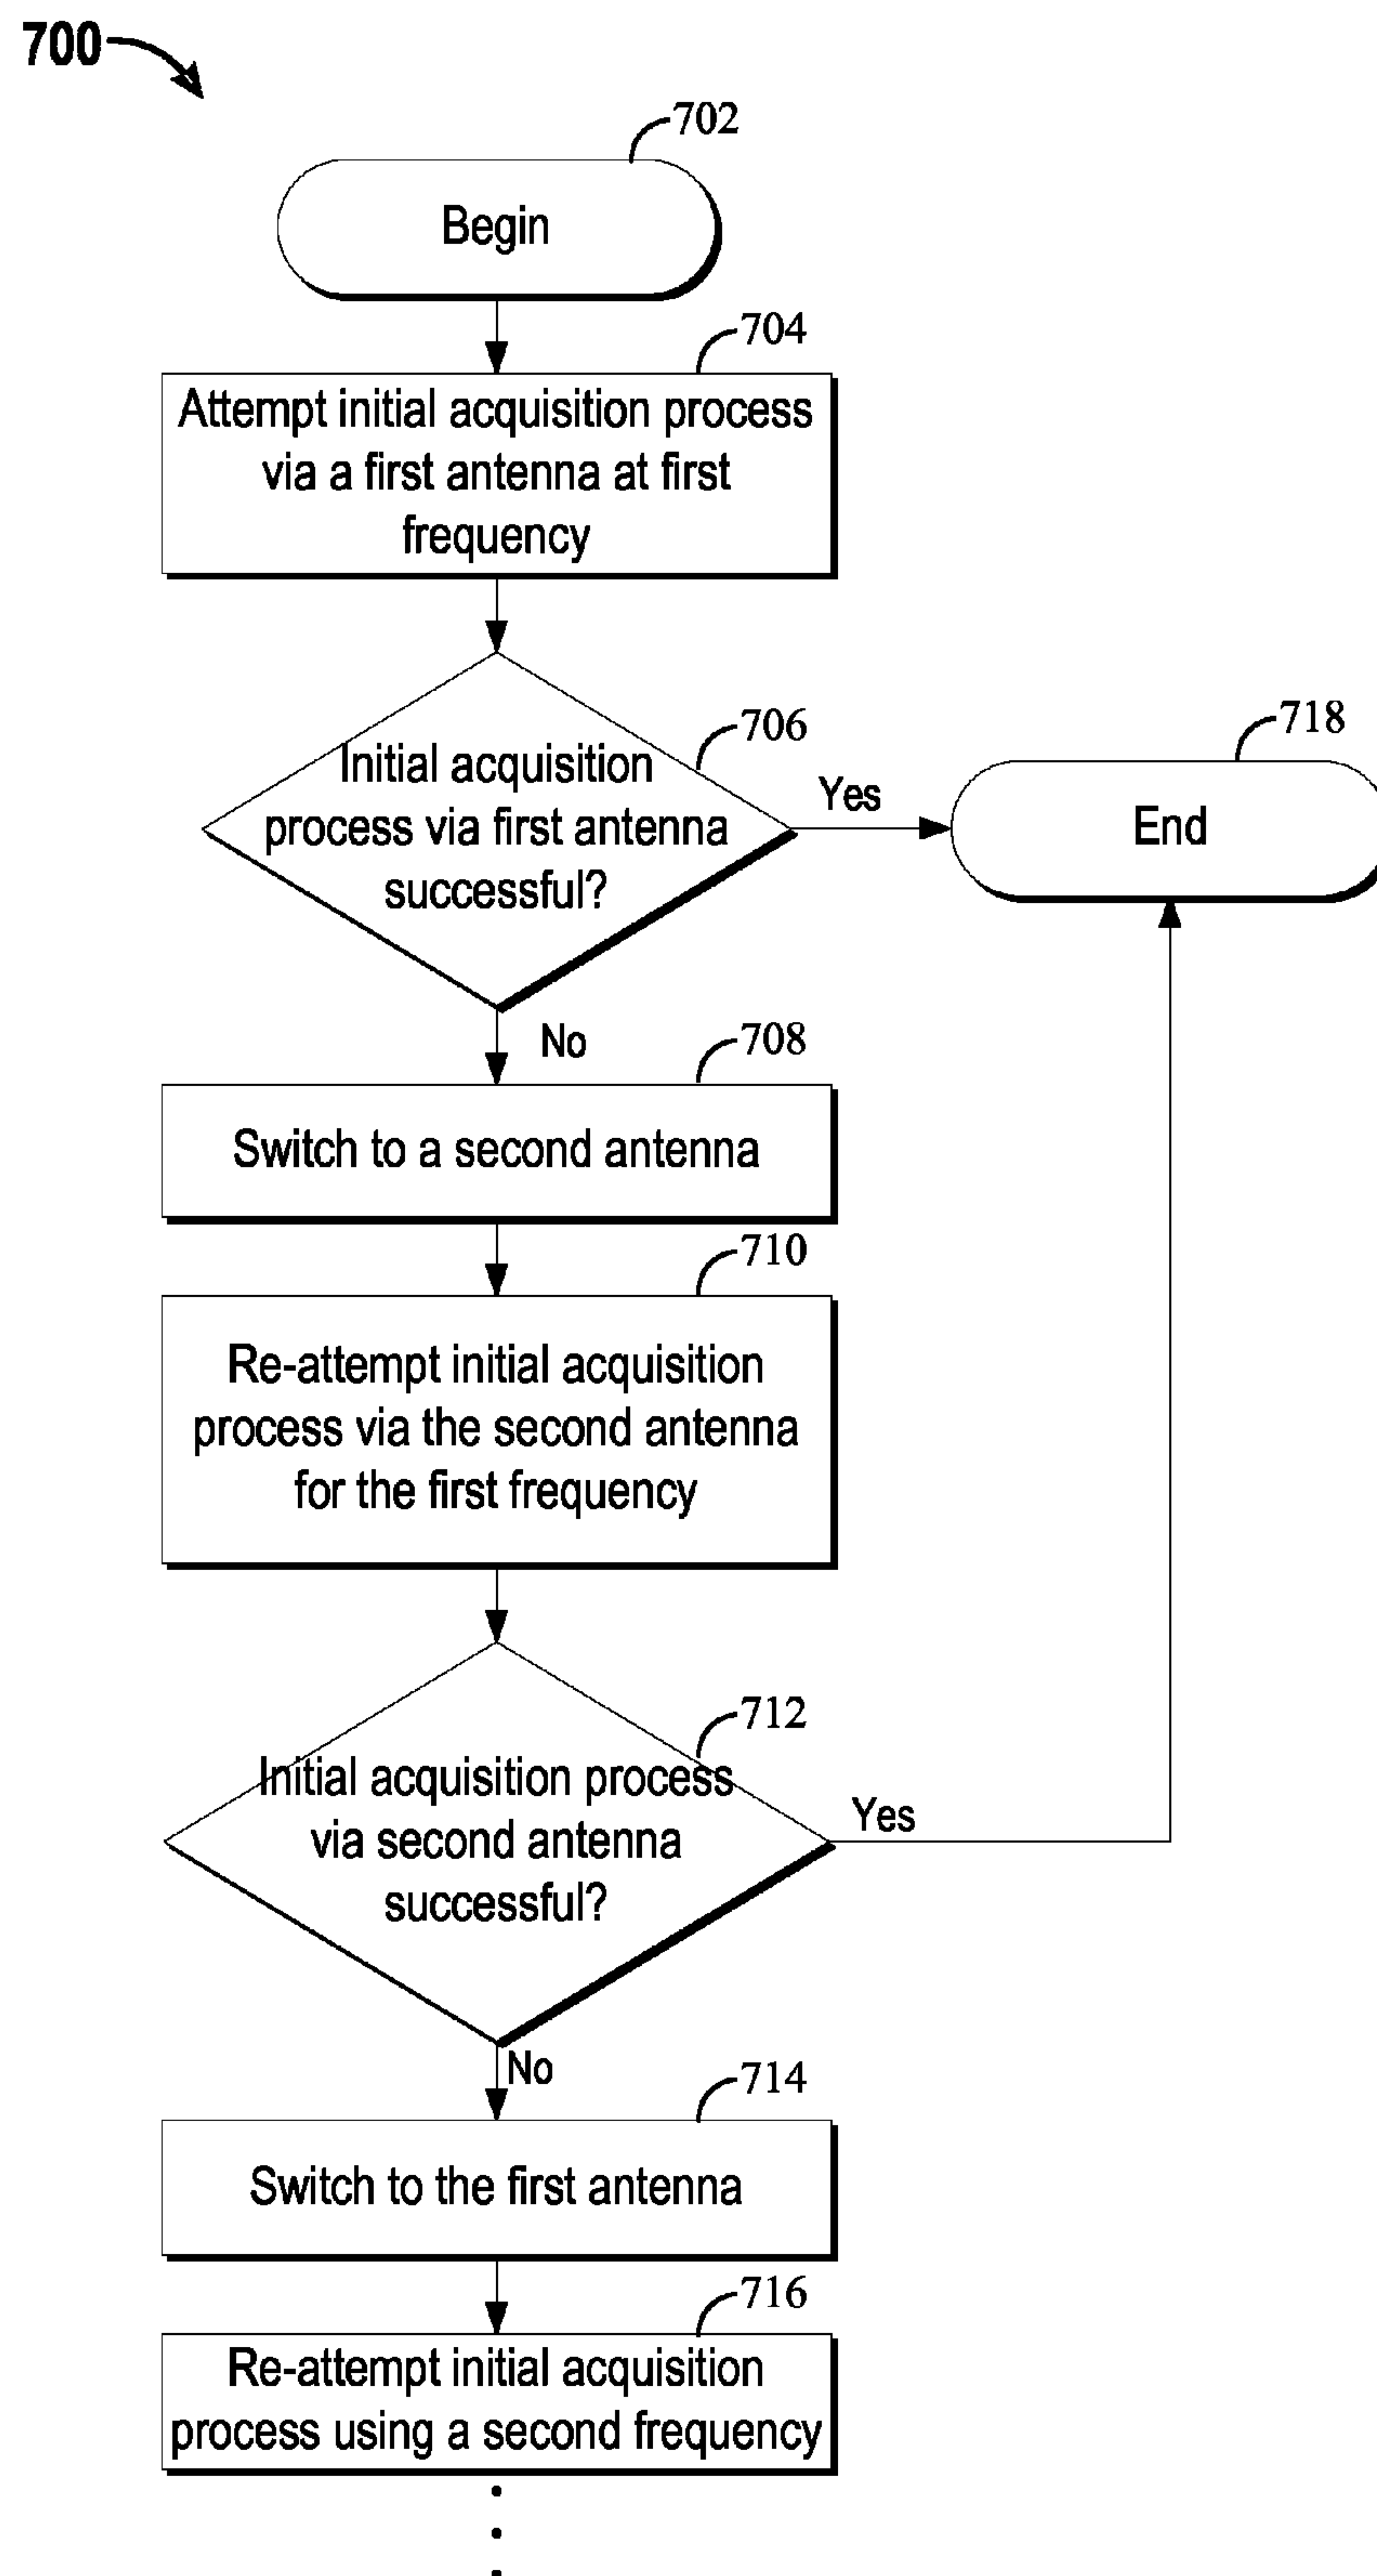 700
702
Begin
704
Attempt initial acquisition process
via a first antenna at first
frequency
706
Initial acquisition
process via first antenna
successful?
Yes
718
End
No
708
Switch to a second antenna
710
Re-attempt initial acquisition
process via the second antenna
for the first frequency
712
Initial acquisition process
via second antenna
successful?
Yes
No
714
Switch to the first antenna
716
Re-attempt initial acquisition
process using a second frequency